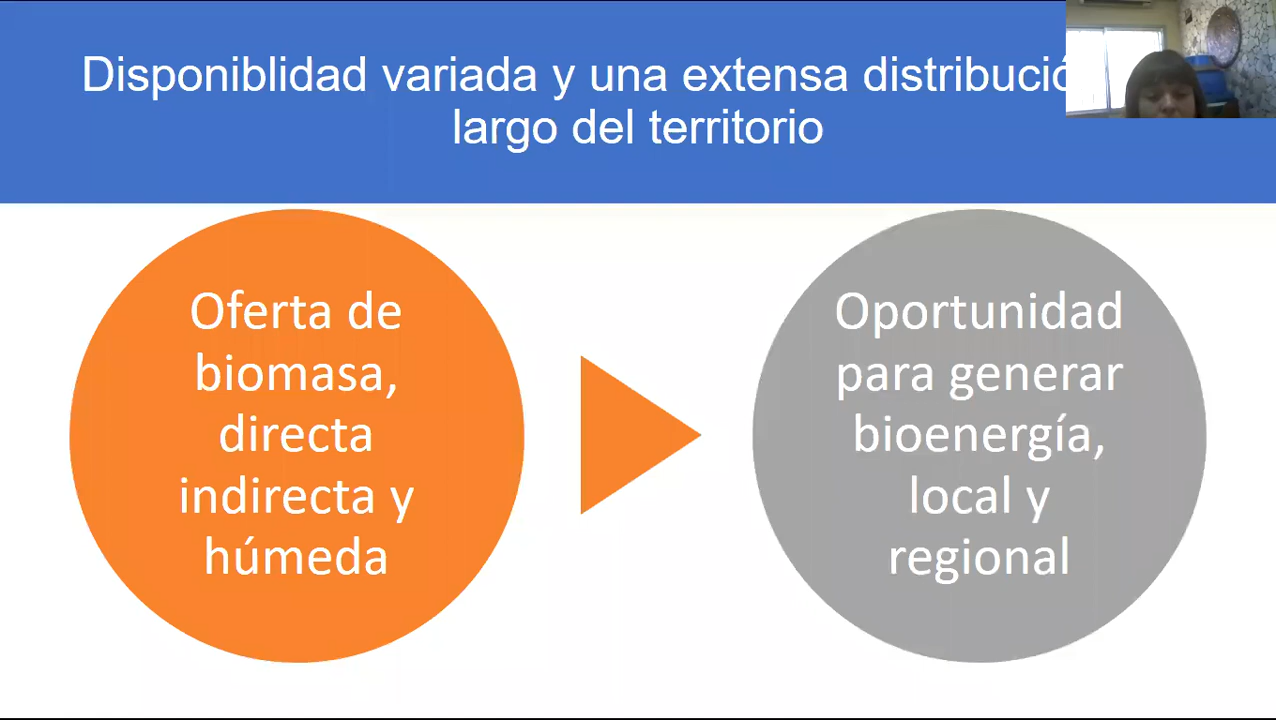 Disponiblidad variada y una extensa distribució
largo del territorio
Oferta de
biomasa,
directa
indirecta y
húmeda
Oportunidad
para generar
bioenergía,
local y
regional